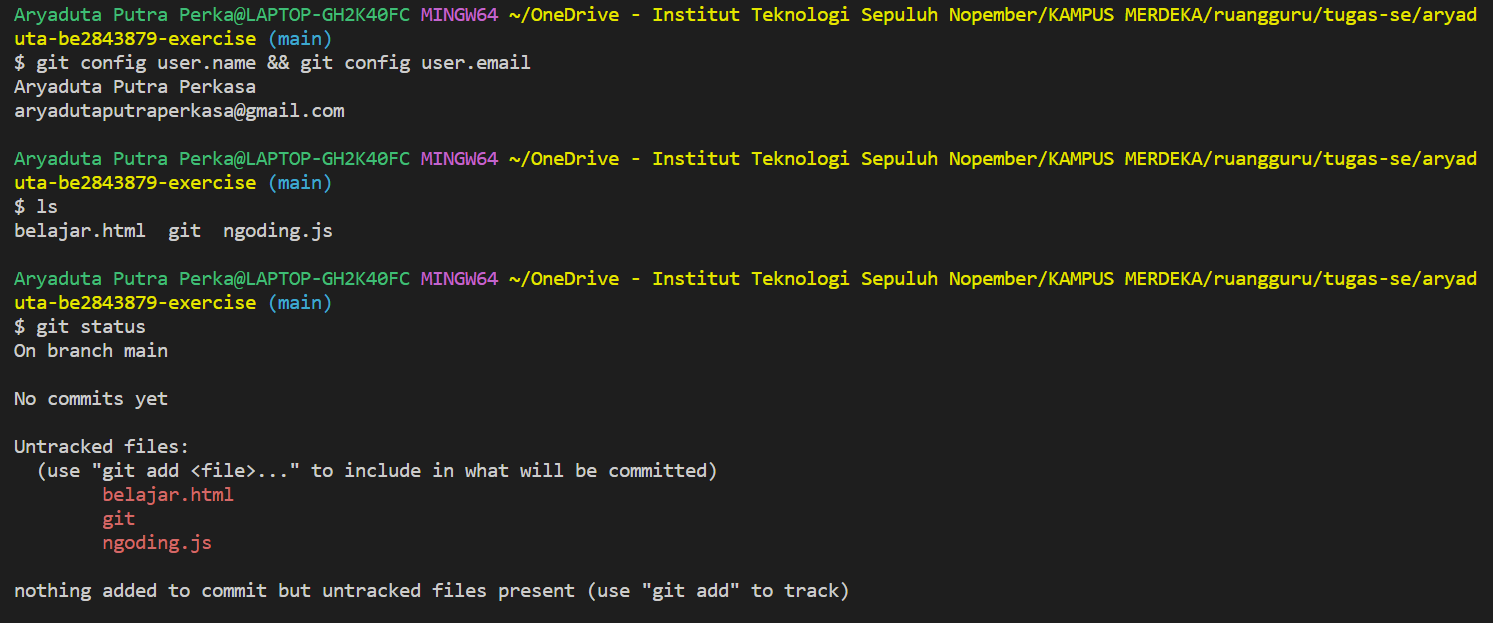 Aryaduta Putra Perka@LAPTOP-GH2K40FC MINGW64 ~/OneDrive - Institut Teknologi Sepuluh Nopember/KAMPUS MERDEKA/ruangguru/tugas-se/aryad
uta-be2843879-exercise (main)
$ git config user.name && git config user.email
Aryaduta Putra Perkasa
aryadutaputraperkasa@gmail.com
Aryaduta Putra Perka@LAPTOP-GH2K40FC MINGW64 ~/OneDrive - Institut Teknologi Sepuluh Nopember/KAMPUS MERDEKA/ruangguru/tugas-se/aryad
uta-be2843879-exercise (main)
$ ls
belajar.html  git  ngoding.js
Aryaduta Putra Perka@LAPTOP-GH2K40FC MINGW64 ~/OneDrive - Institut Teknologi Sepuluh Nopember/KAMPUS MERDEKA/ruangguru/tugas-se/aryad
uta-be2843879-exercise (main)
$ git status
On branch main
No commits yet
Untracked files:
  (use "git add <file>..." to include in what will be committed)
        belajar.html
        git
        ngoding.js
nothing added to commit but untracked files present (use "git add" to track)